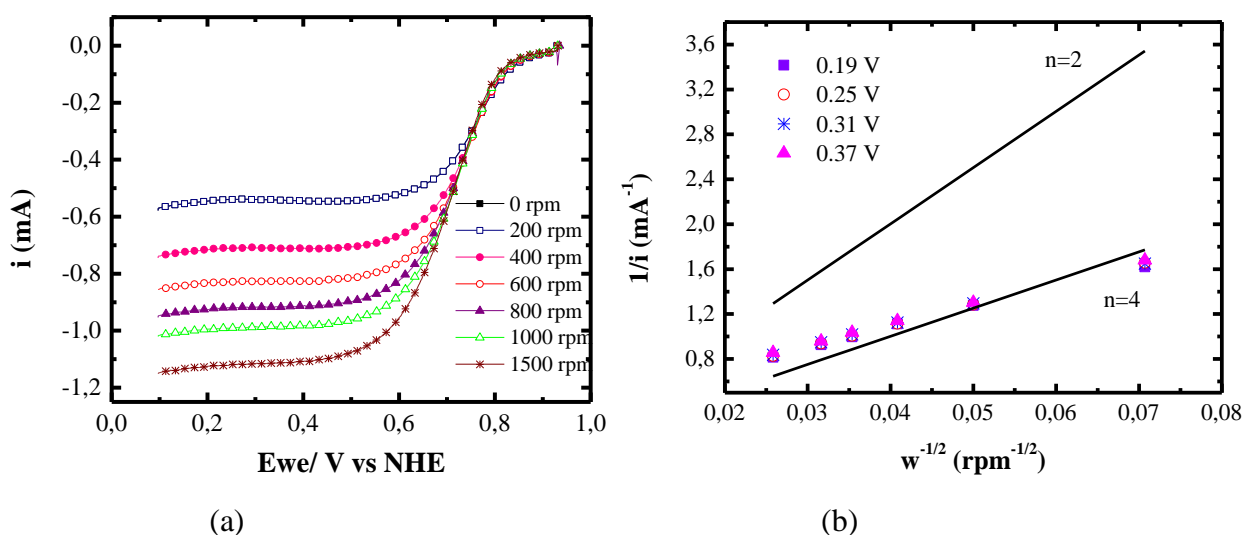 0,0
-0,2
-0,4
-0,6
-0,8
-1,0
-1,2
i (mA)
0 rpm
200 rpm
400 rpm
600 rpm
800 rpm
1000 rpm
1500 rpm
0,0 0,2 0,4 0,6 0,8 1,0
Ewe/ V vs NHE
(a)
3,6
3,2
2,8
2,4
2,0
1,6
1,2
0,8
1/i (mA⁻¹)
0.19 V
0.25 V
0.31 V
0.37 V
n=2
n=4
0,02 0,03 0,04 0,05 0,06 0,07 0,08
w⁻¹/² (rpm⁻¹/²)
(b)